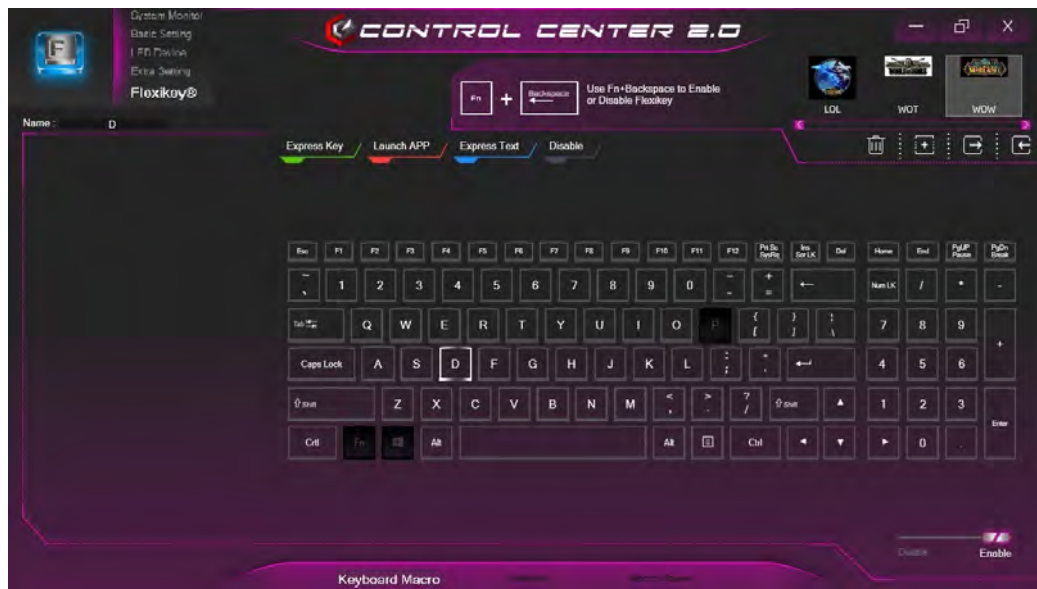 System Monitor
Basic Setting
LED Device
Extra Setting
Flexikey®
CONTROL CENTER 2.0
Fn + Backspace
Use Fn+Backspace to Enable
or Disable Flexikey
LOL WOT WOW
Name : D
Express Key Launch APP Express Text Disable
Esc F1 F2 F3 F4 F5 F6 F7 F8 F9 F10 F11 F12 Prt Sc Ins Del Home End PgUP PgDn
SysRq Scr LK Pause Break
~ 1 2 3 4 5 6 7 8 9 0 - + Num LK / * -
` - =
Tab Q W E R T Y U I O P { } | 7 8 9 +
[ ] \
Caps Lock A S D F G H J K L : " 4 5 6
; '
Shift Z X C V B N M < > ? Shift 1 2 3 Enter
, . /
Ctrl Fn Alt Alt Ctrl 0 .
Disable Enable
Keyboard Macro